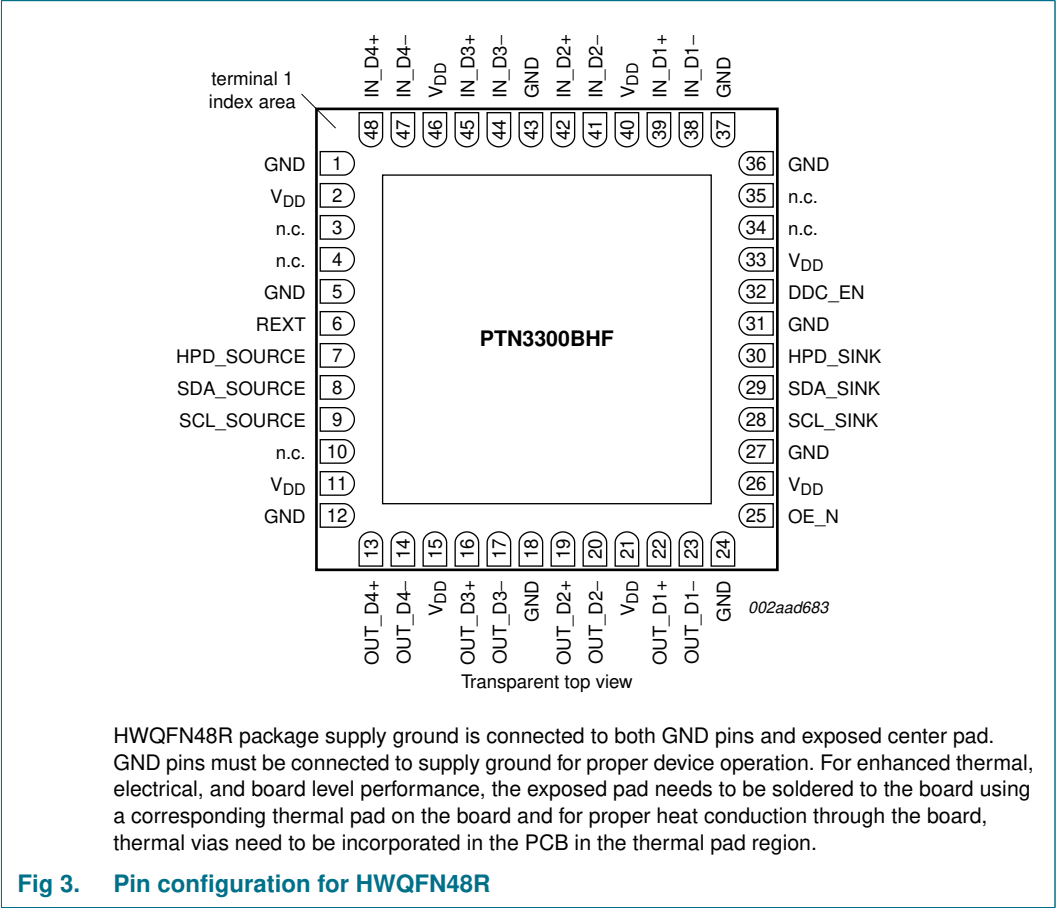 IN_D4+ IN_D4− VDD IN_D3+ IN_D3− GND IN_D2+ IN_D2− VDD IN_D1+ IN_D1− GND
terminal 1
index area
48 47 46 45 44 43 42 41 40 39 38 37
GND 1 36 GND
VDD 2 35 n.c.
n.c. 3 34 n.c.
n.c. 4 33 VDD
GND 5 32 DDC_EN
REXT 6 31 GND
PTN3300BHF
HPD_SOURCE 7 30 HPD_SINK
SDA_SOURCE 8 29 SDA_SINK
SCL_SOURCE 9 28 SCL_SINK
n.c. 10 27 GND
VDD 11 26 VDD
GND 12 25 OE_N
13 14 15 16 17 18 19 20 21 22 23 24
OUT_D4+ OUT_D4− VDD OUT_D3+ OUT_D3− GND OUT_D2+ OUT_D2− VDD OUT_D1+ OUT_D1− GND
002aad683
Transparent top view
HWQFN48R package supply ground is connected to both GND pins and exposed center pad.
GND pins must be connected to supply ground for proper device operation. For enhanced thermal,
electrical, and board level performance, the exposed pad needs to be soldered to the board using
a corresponding thermal pad on the board and for proper heat conduction through the board,
thermal vias need to be incorporated in the PCB in the thermal pad region.
Fig 3. Pin configuration for HWQFN48R